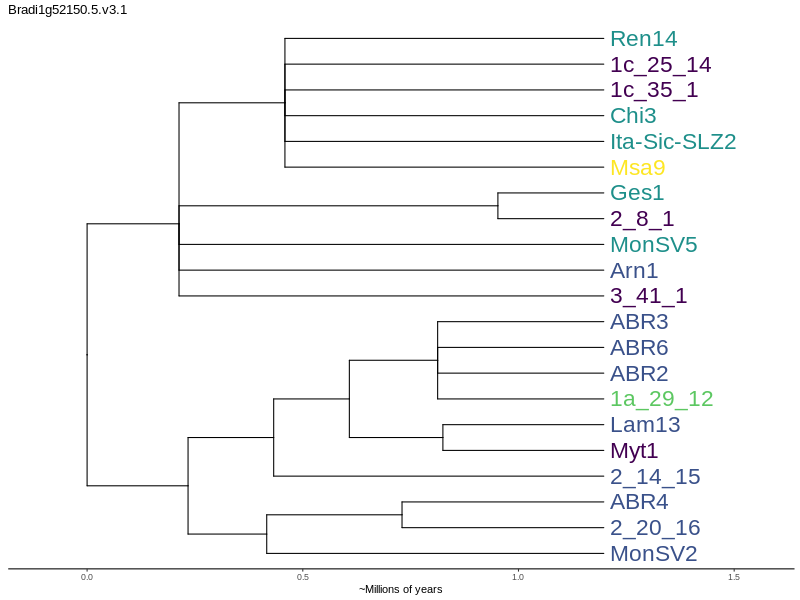 Bradi1g52150.5.v3.1
Ren14
1c_25_14
1c_35_1
Chi3
Ita-Sic-SLZ2
Msa9
Ges1
2_8_1
MonSV5
Arn1
3_41_1
ABR3
ABR6
ABR2
1a_29_12
Lam13
Myt1
2_14_15
ABR4
2_20_16
MonSV2
0.0 0.5 1.0 1.5
~Millions of years